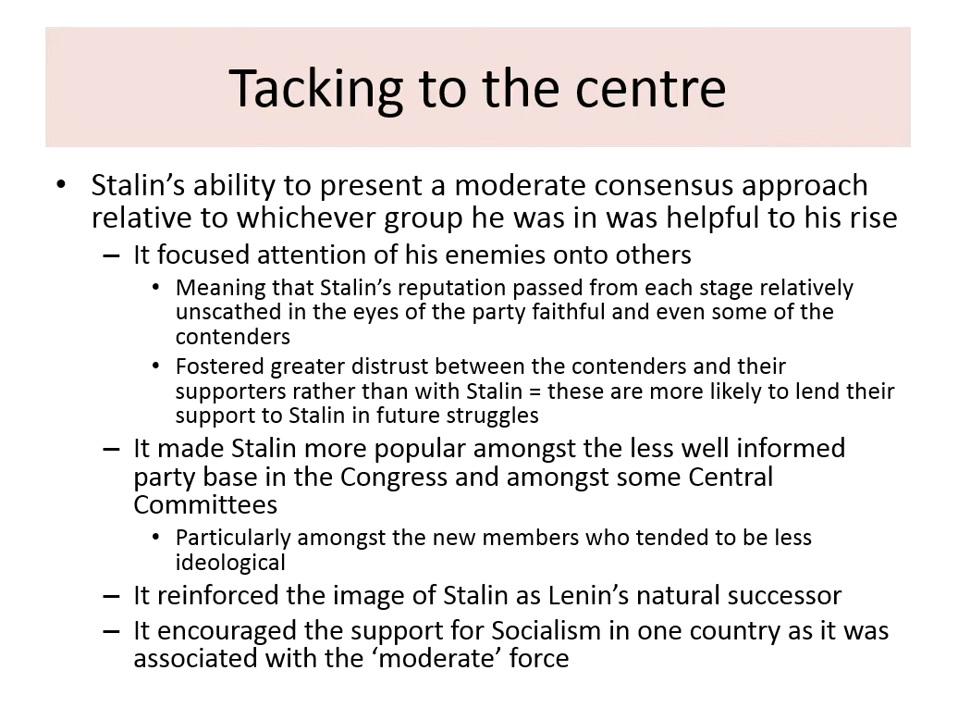 Tacking to the centre
• Stalin’s ability to present a moderate consensus approach
relative to whichever group he was in was helpful to his rise
– It focused attention of his enemies onto others
• Meaning that Stalin’s reputation passed from each stage relatively
unscathed in the eyes of the party faithful and even some of the
contenders
• Fostered greater distrust between the contenders and their
supporters rather than with Stalin = these are more likely to lend their
support to Stalin in future struggles
– It made Stalin more popular amongst the less well informed
party base in the Congress and amongst some Central
Committees
• Particularly amongst the new members who tended to be less
ideological
– It reinforced the image of Stalin as Lenin’s natural successor
– It encouraged the support for Socialism in one country as it was
associated with the ‘moderate’ force